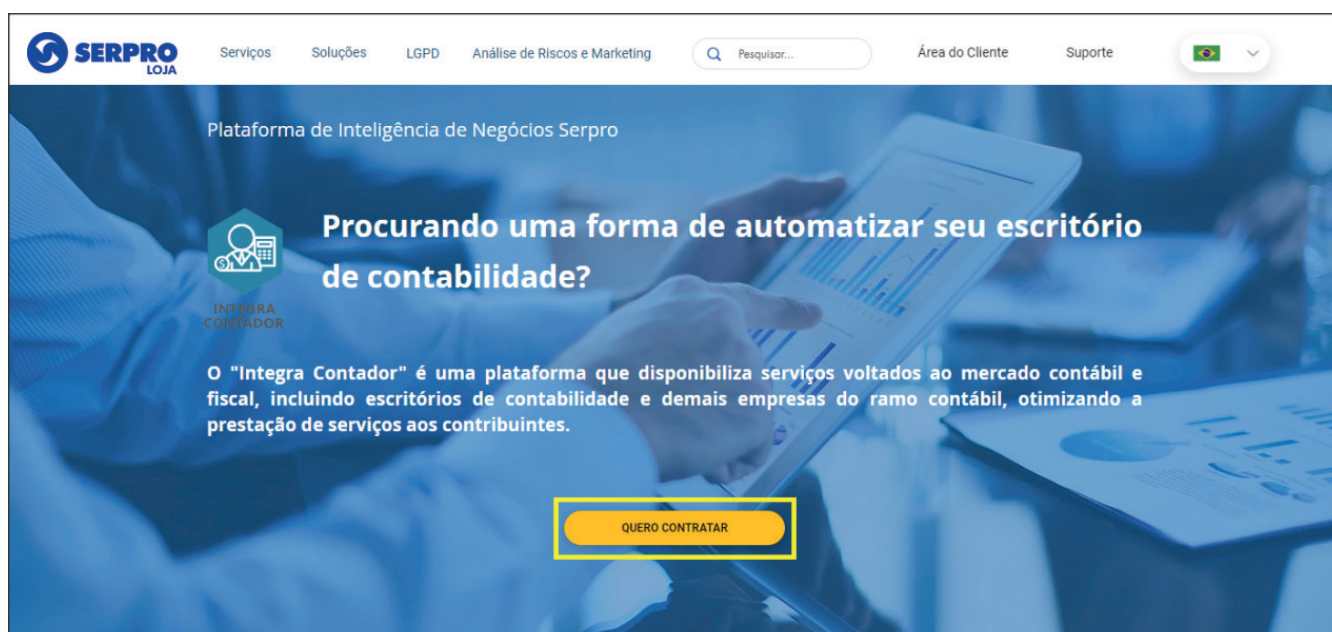 SERPRO
LOJA
Serviços
Soluções
LGPD
Análise de Riscos e Marketing
Pesquisar...
Área do Cliente
Suporte
Plataforma de Inteligência de Negócios Serpro
Procurando uma forma de automatizar seu escritório
de contabilidade?
INTEGRA
CONTADOR
O "Integra Contador" é uma plataforma que disponibiliza serviços voltados ao mercado contábil e
fiscal, incluindo escritórios de contabilidade e demais empresas do ramo contábil, otimizando a
prestação de serviços aos contribuintes.
QUERO CONTRATAR